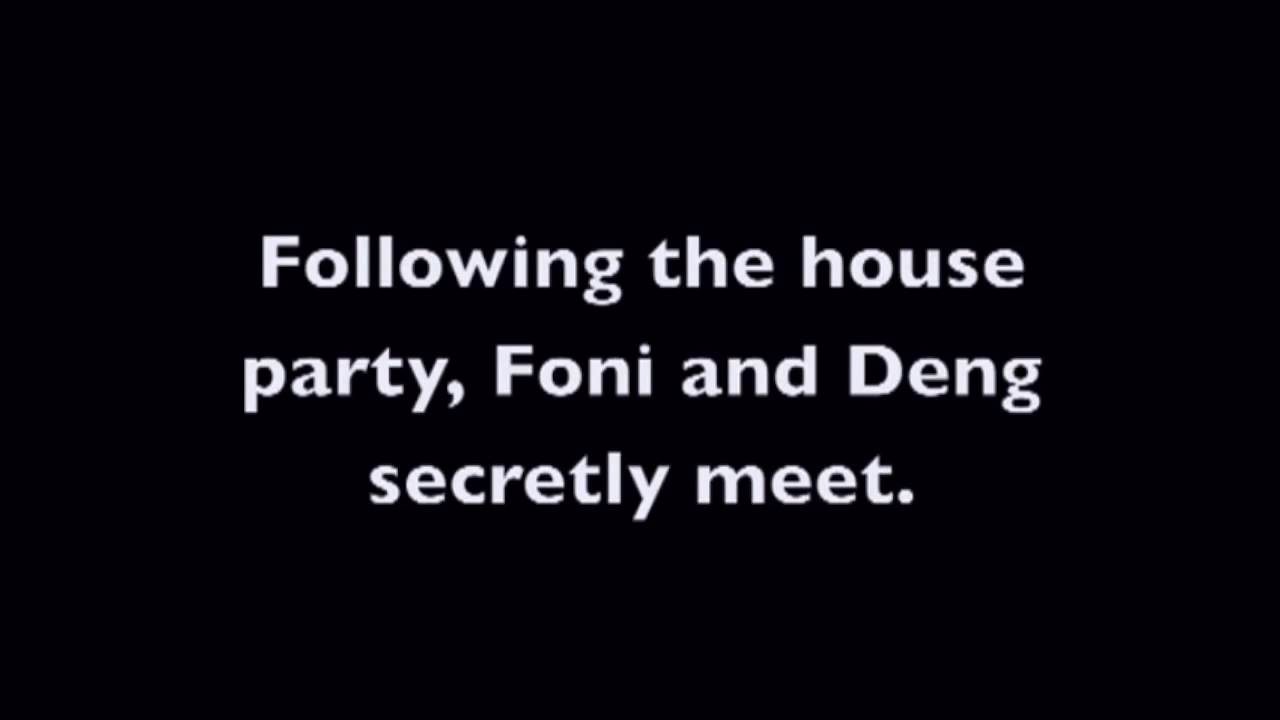 Following the house
party, Foni and Deng
secretly meet.